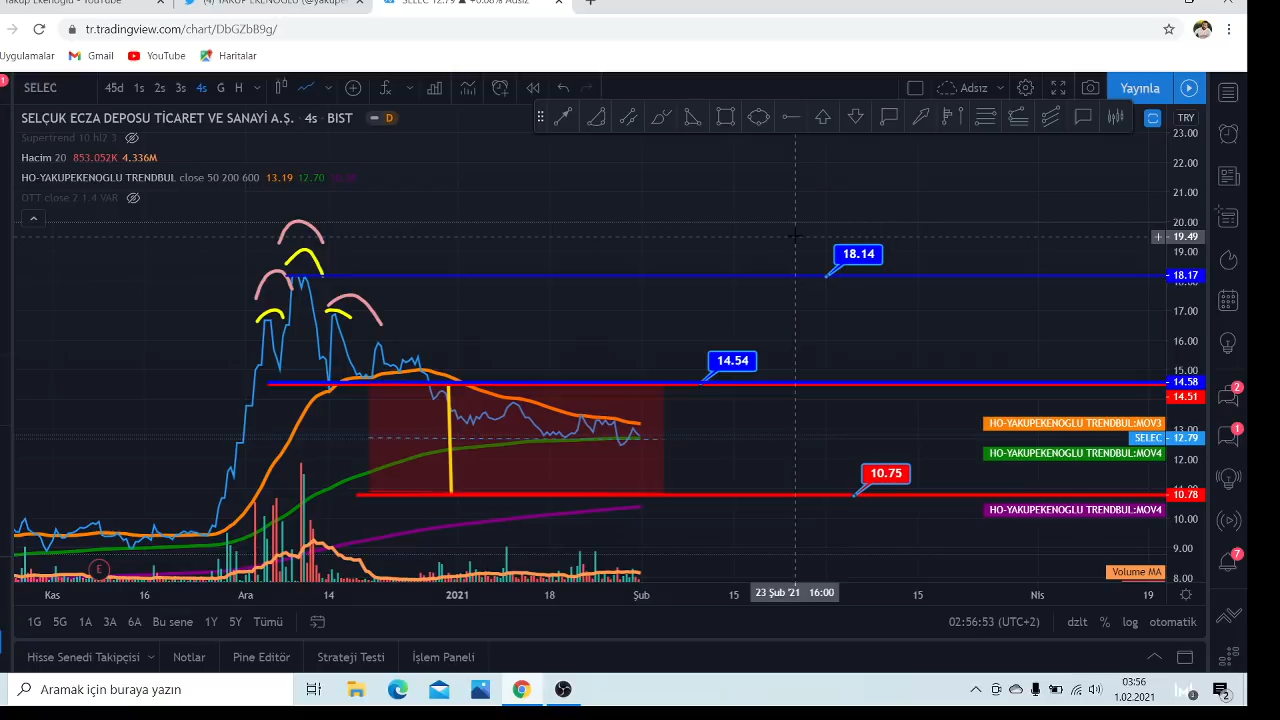 Yakup Ekenoğlu - YouTube
(4) YAKUP EKENOĞLU (@yakupek
SELEC 12.79 ▲ +0.08% Adsız
tr.tradingview.com/chart/DbGZbB9g/
Uygulamalar
Gmail
YouTube
Haritalar
SELEC
45d 1s 2s 3s 4s G H
Adsız
Yayınla
SELÇUK ECZA DEPOSU TİCARET VE SANAYİ A.Ş. · 4s · BIST
D
TRY
Supertrend 10 hl2 3
Hacim 20 853.052K 4.336M
HO-YAKUPEKENOGLU TRENDBUL close 50 200 600 13.19 12.70
OTT close 2 1.4 VAR
23.00
22.00
21.00
20.00
19.49
19.00
18.14
18.17
18.00
17.00
16.00
15.00
14.54
14.58
14.51
HO-YAKUPEKENOGLU TRENDBUL:MOV3
13.00
SELEC 12.79
HO-YAKUPEKENOGLU TRENDBUL:MOV4
12.00
10.75
10.78
HO-YAKUPEKENOGLU TRENDBUL:MOV4
10.00
9.00
E
Volume MA
8.00
Kas 16 Ara 14 2021 18 Şub 15 23 Şub '21 16:00 15 Nis 19
1G 5G 1A 3A 6A Bu sene 1Y 5Y Tümü
02:56:53 (UTC+2) dzlt % log otomatik
Hisse Senedi Takipçisi Notlar Pine Editör Strateji Testi İşlem Paneli
Aramak için buraya yazın
03:56
1.02.2021